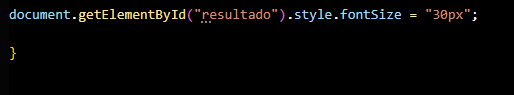 document.getElementById("resultado").style.fontSize = "30px";
}